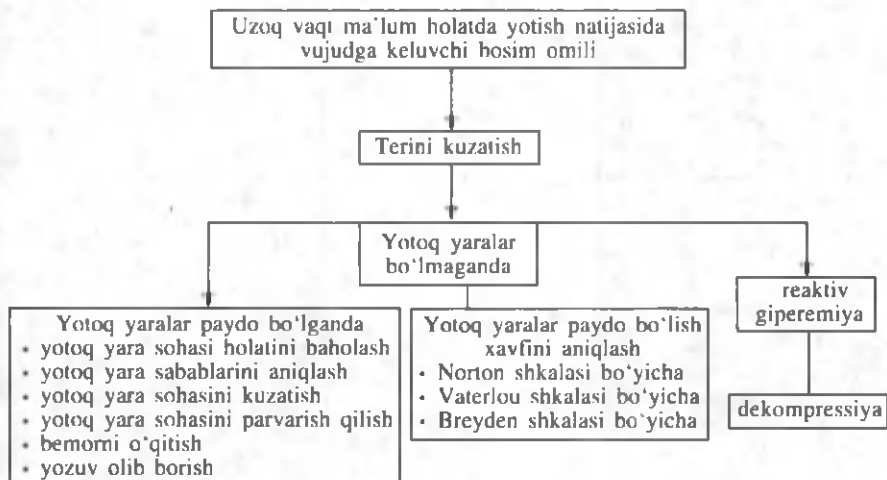 Uzoq vaqt ma'lum holatda yotish natijasida
vujudga keluvchi bosim omili
Terini kuzatish
Yotoq yaralar
bo'lmaganda
reaktiv
giperemiya
Yotoq yaralar paydo bo'lganda
• yotoq yara sohasi holatini baholash
• yotoq yara sabablarini aniqlash
• yotoq yara sohasini kuzatish
• yotoq yara sohasini parvarish qilish
• bemorni o'qitish
• yozuv olib borish
Yotoq yaralar paydo bo'lish
xavfini aniqlash
• Norton shkalasi bo'yicha
• Vaterlou shkalasi bo'yicha
• Breyden shkalasi bo'yicha
dekompressiya